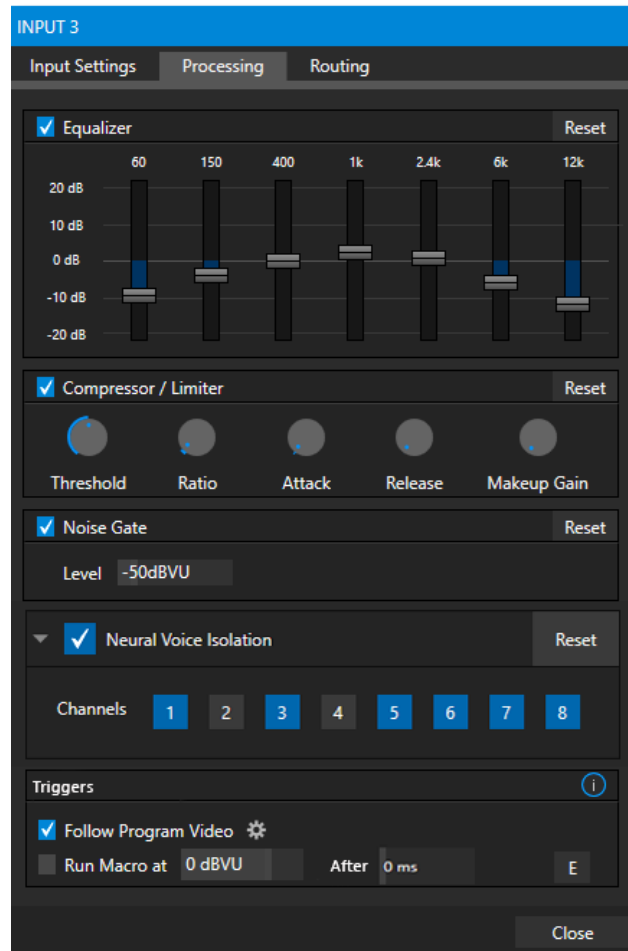 INPUT 3
Input Settings Processing Routing
Equalizer Reset
60 150 400 1k 2.4k 6k 12k
20 dB
10 dB
0 dB
-10 dB
-20 dB
Compressor / Limiter Reset
Threshold Ratio Attack Release Makeup Gain
Noise Gate Reset
Level -50dBVU
Neural Voice Isolation Reset
Channels 1 2 3 4 5 6 7 8
Triggers i
Follow Program Video
Run Macro at 0 dBVU After 0 ms E
Close